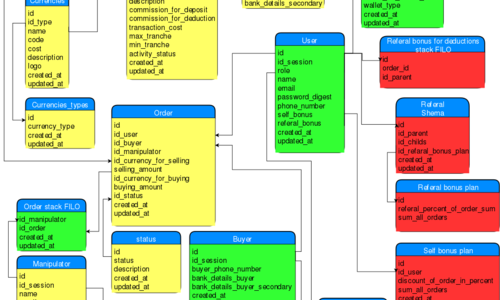 Currencies
id
id_type
name
code
cost
description
logo
created_at
updated_at
description
commission_for_deposit
commission_for_deduction
transaction_cost
max_tranche
min_tranche
activity_status
created_at
updated_at
bank_details_secondary
wallet_type
created_at
updated_at
User
id
id_session
role
name
email
password_digest
phone_number
self_bonus
referal_bonus
created_at
updated_at
Referal bonus for deductions
stack FILO
id
order_id
id_parent
Currencies_types
id
currency_type
created_at
updated_at
Order
id
id_user
id_buyer
id_manipulator
id_currency_for_selling
selling_amount
id_currency_for_buying
buying_amount
id_status
created_at
updated_at
Referal
Shema
id
id_parent
id_childs
id_refaral_bonus_plan
created_at
updated_at
Referal bonus plan
id
referal_percent_of_order_sum
sum_all_orders
Order stack FILO
id_manipulator
id_order
created_at
updated_at
status
id
status
description
created_at
updated_at
Buyer
id
id_session
buyer_phone_number
bank_details_buyer
bank_details_buyer_secondary
created_at
Sell bonus plan
id
id_user
discount_of_order_in_percent
sum_all_orders
created_at
Manipulator
id
id_session
name